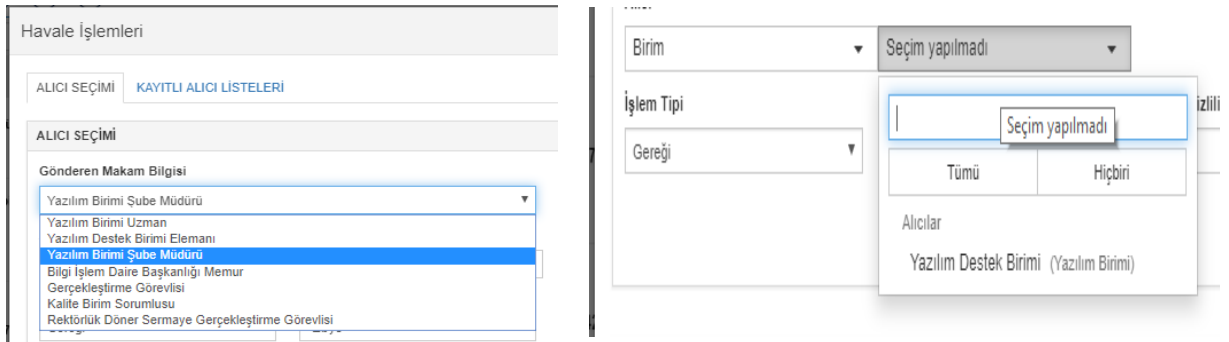 Havale İşlemleri
ALICI SEÇİMİ
KAYITLI ALICI LİSTELERİ
ALICI SEÇİMİ
Gönderen Makam Bilgisi
Yazılım Birimi Şube Müdürü
Yazılım Birimi Uzman
Yazılım Destek Birimi Elemanı
Yazılım Birimi Şube Müdürü
Bilgi İşlem Daire Başkanlığı Memur
Gerçekleştirme Görevlisi
Kalite Birim Sorumlusu
Rektörlük Döner Sermaye Gerçekleştirme Görevlisi
Birim
Seçim yapılmadı
İşlem Tipi
Gereği
Seçim yapılmadı
Tümü
Hiçbiri
Alıcılar
Yazılım Destek Birimi (Yazılım Birimi)